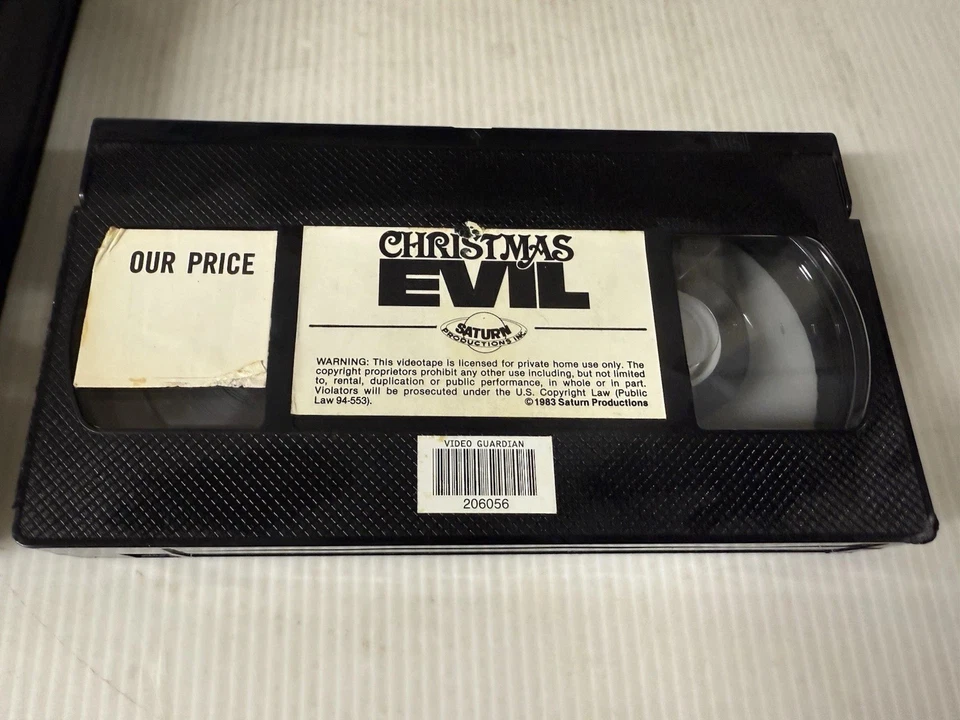 OUR PRICE
CHRISTMAS
EVIL
SATURN
PRODUCTIONS INC.
WARNING: This videotape is licensed for private home use only. The
copyright proprietors prohibit any other use including, but not limited
to, rental, duplication or public performance, in whole or in part.
Violators will be prosecuted under the U.S. Copyright Law (Public
Law 94-553).
©1983 Saturn Productions
VIDEO GUARDIAN
206056